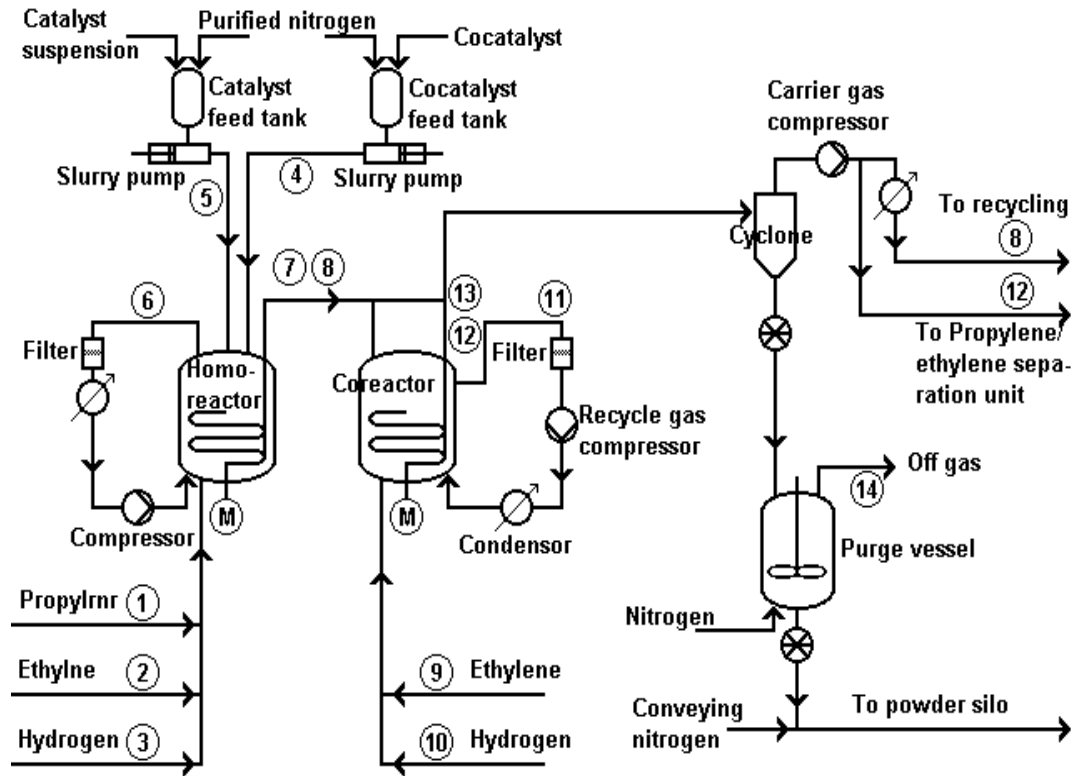 Catalyst
suspension
Purified nitrogen
Cocatalyst
Catalyst
feed tank
Cocatalyst
feed tank
Carrier gas
compressor
Slurry pump
5
4
Slurry pump
To recycling
8
Cyclone
12
To Propylene/
ethylene sepa-
ration unit
7 8
13
12
11
6
Filter
Homo-
reactor
Coreactor
Filter
Recycle gas
compressor
Off gas
14
M
M
Compressor
Condensor
Purge vessel
Propylrnr 1
Nitrogen
Ethylne 2
9 Ethylene
Hydrogen 3
10 Hydrogen
Conveying
nitrogen
To powder silo